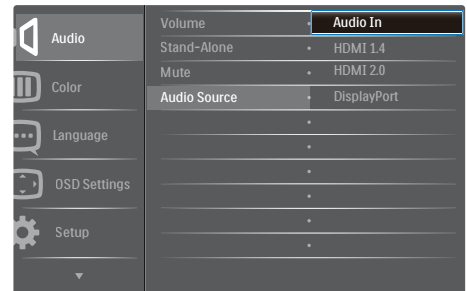 Audio
Color
Language
OSD Settings
Setup
Volume
Stand-Alone
Mute
Audio Source
Audio In
HDMI 1.4
HDMI 2.0
DisplayPort